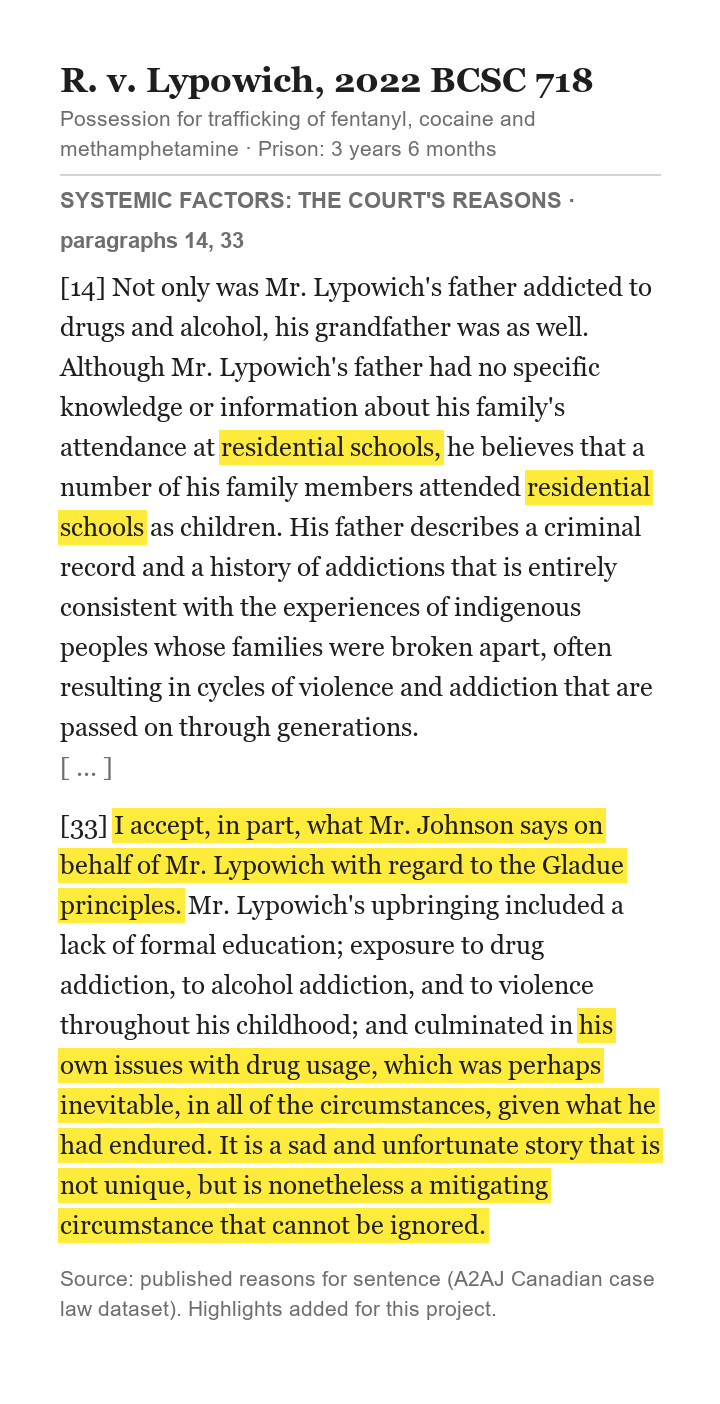 R. v. Lypowich, 2022 BCSC 718
Possession for trafficking of fentanyl, cocaine and
methamphetamine · Prison: 3 years 6 months
SYSTEMIC FACTORS: THE COURT'S REASONS ·
paragraphs 14, 33
[14] Not only was Mr. Lypowich's father addicted to
drugs and alcohol, his grandfather was as well.
Although Mr. Lypowich's father had no specific
knowledge or information about his family's
attendance at residential schools, he believes that a
number of his family members attended residential
schools as children. His father describes a criminal
record and a history of addictions that is entirely
consistent with the experiences of indigenous
peoples whose families were broken apart, often
resulting in cycles of violence and addiction that are
passed on through generations.
[ ... ]
[33] I accept, in part, what Mr. Johnson says on
behalf of Mr. Lypowich with regard to the Gladue
principles. Mr. Lypowich's upbringing included a
lack of formal education; exposure to drug
addiction, to alcohol addiction, and to violence
throughout his childhood; and culminated in his
own issues with drug usage, which was perhaps
inevitable, in all of the circumstances, given what he
had endured. It is a sad and unfortunate story that is
not unique, but is nonetheless a mitigating
circumstance that cannot be ignored.
Source: published reasons for sentence (A2AJ Canadian case
law dataset). Highlights added for this project.